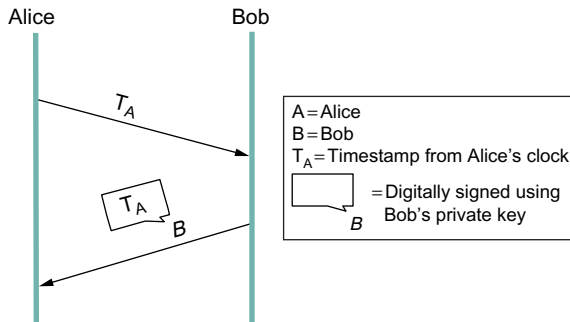 Alice
Bob
T_A
T_A
B
A=Alice
B=Bob
T_A=Timestamp from Alice's clock
=Digitally signed using
B
Bob's private key